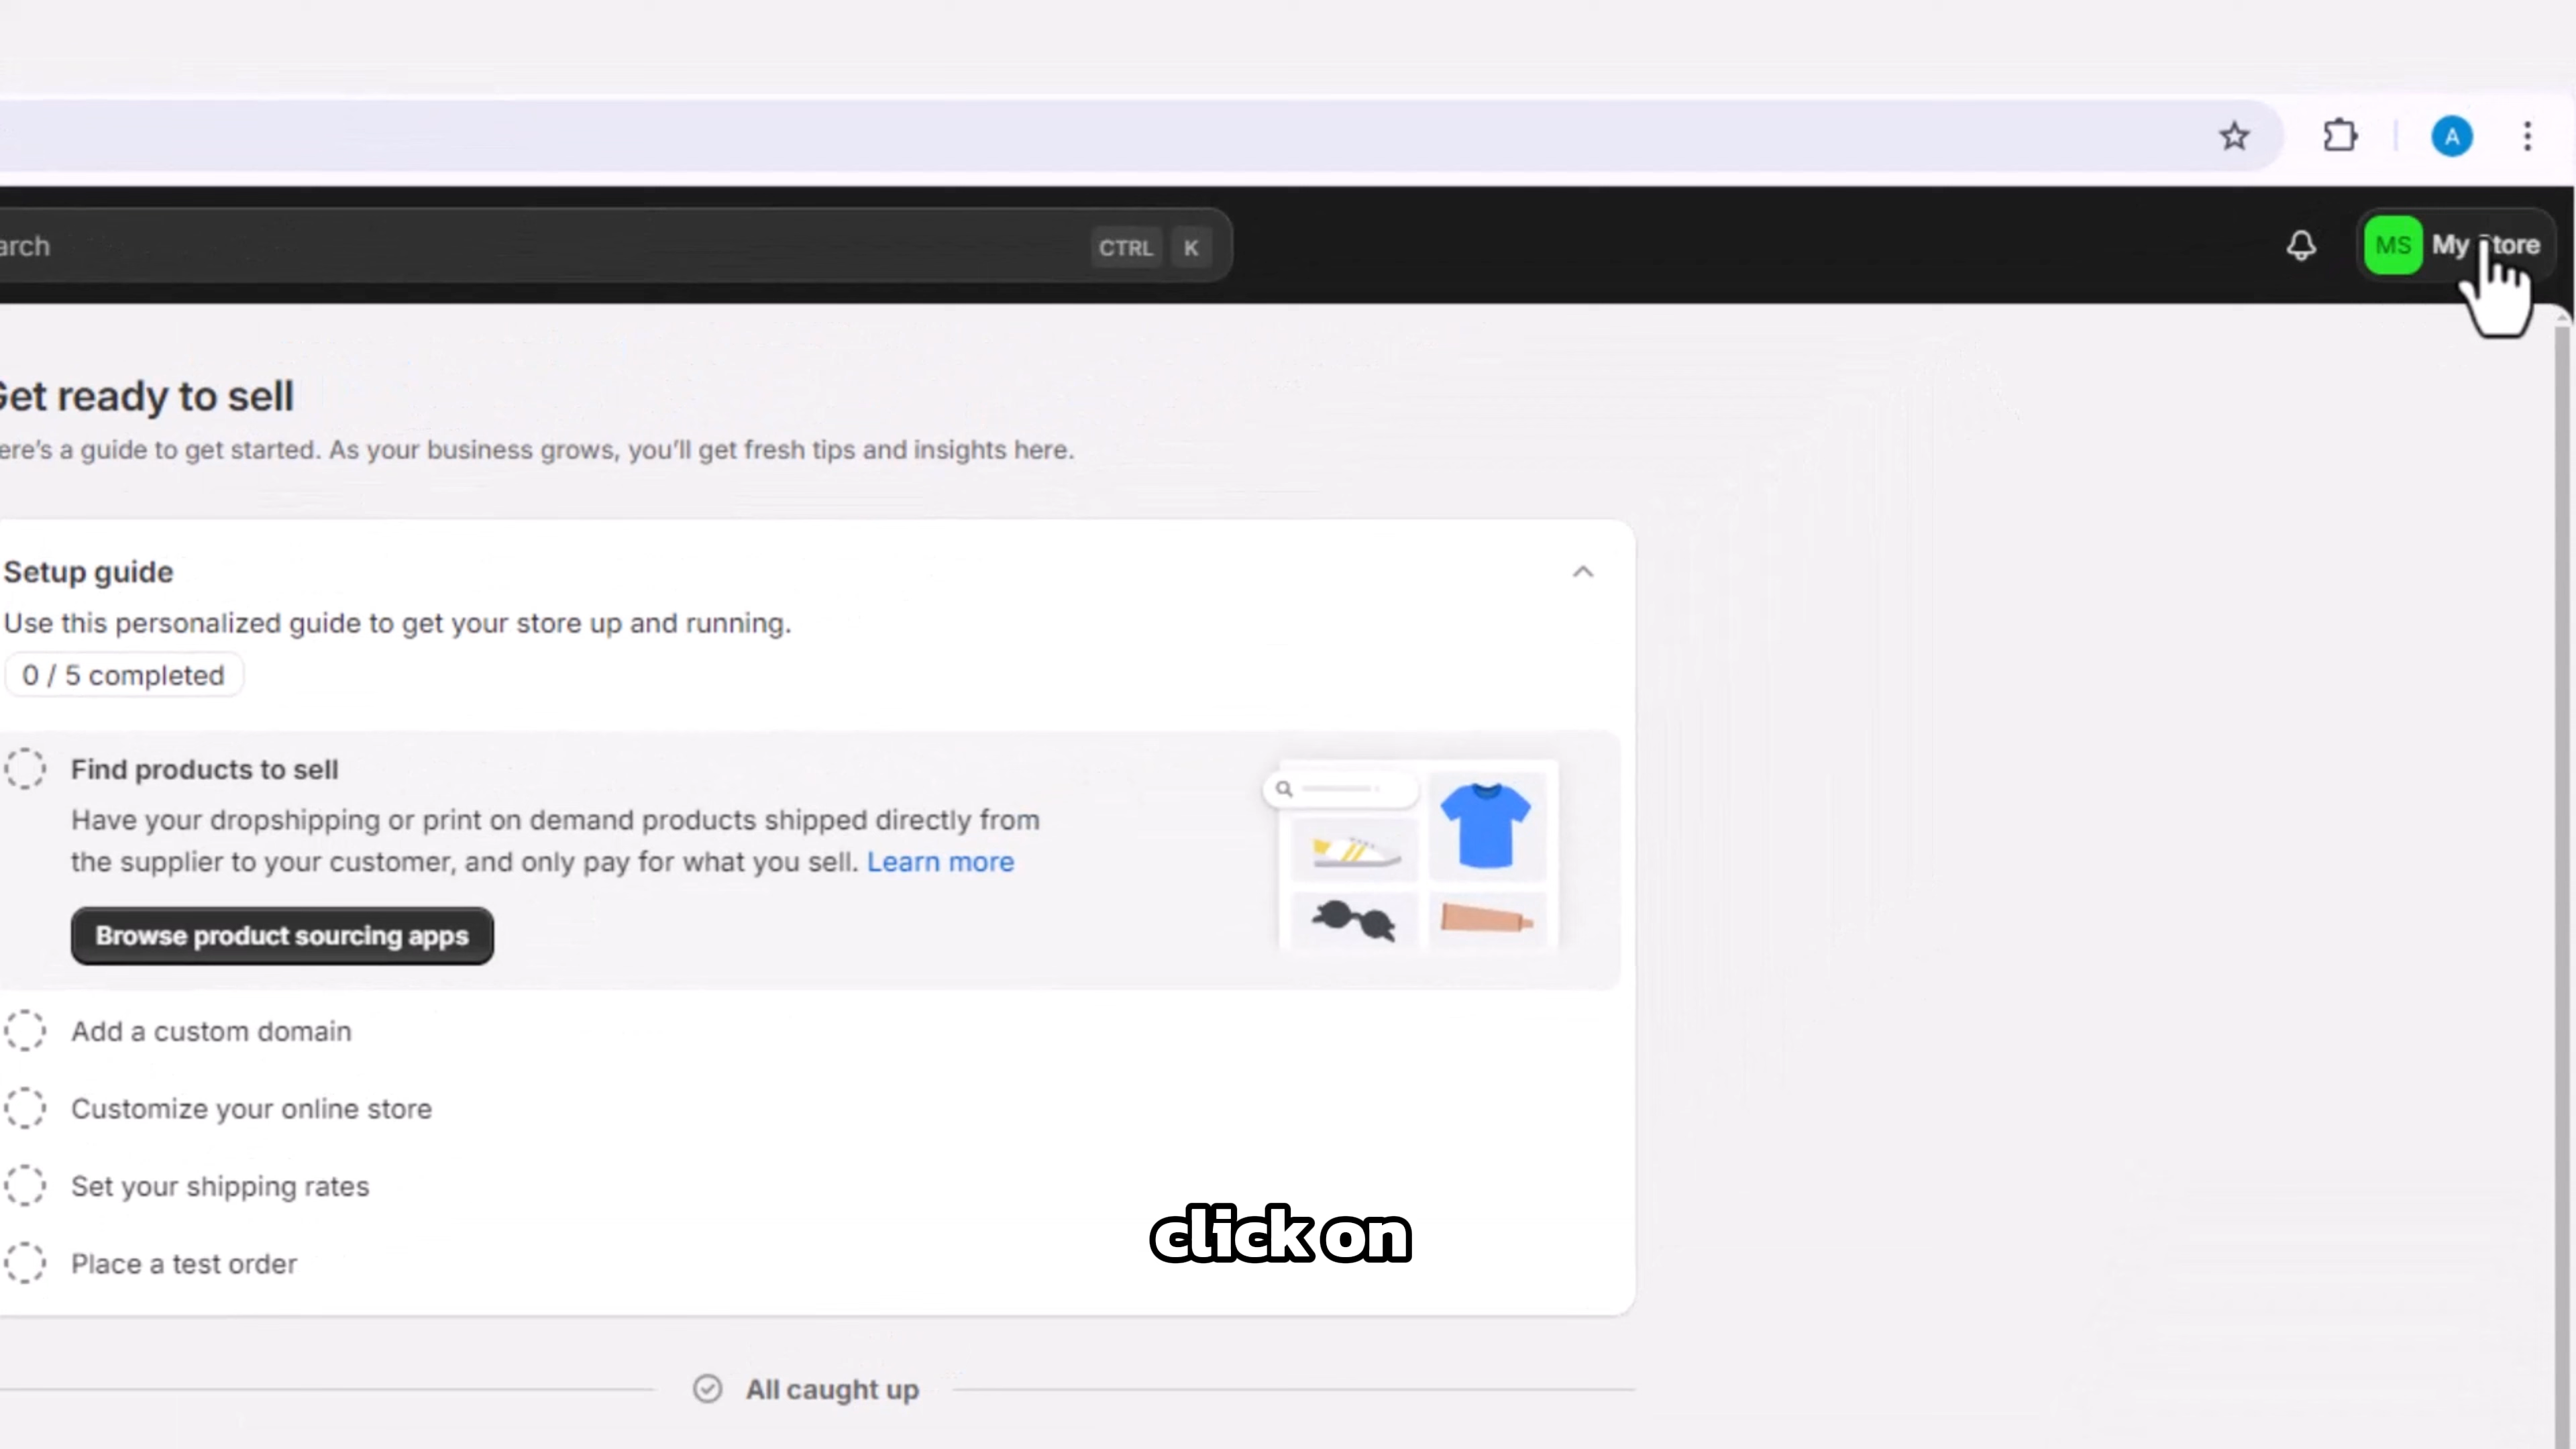 A
arch
CTRL K
MS My Store
Get ready to sell
ere's a guide to get started. As your business grows, you'll get fresh tips and insights here.
Setup guide
Use this personalized guide to get your store up and running.
0 / 5 completed
Find products to sell
Have your dropshipping or print on demand products shipped directly from
the supplier to your customer, and only pay for what you sell. Learn more
Browse product sourcing apps
Add a custom domain
Customize your online store
Set your shipping rates
click on
Place a test order
All caught up